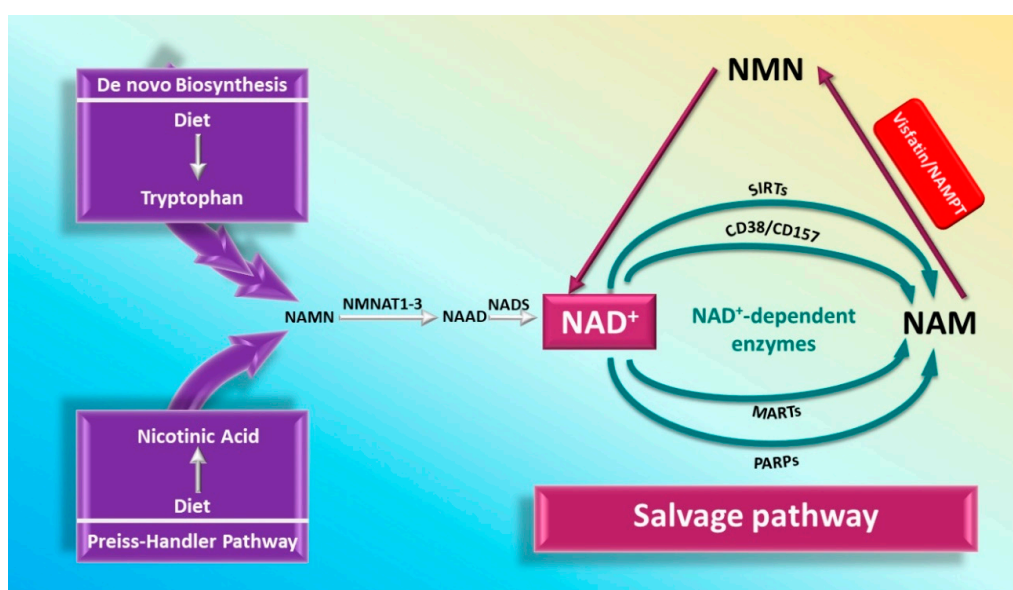 De novo Biosynthesis
Diet
Tryptophan
NAMN
NMNAT1-3
NAAD
NADS
Nicotinic Acid
Diet
Preiss-Handler Pathway
NMN
Visfatin/NAMPT
SIRTs
CD38/CD157
NAD⁺
NAD⁺-dependent
enzymes
NAM
MARTs
PARPs
Salvage pathway